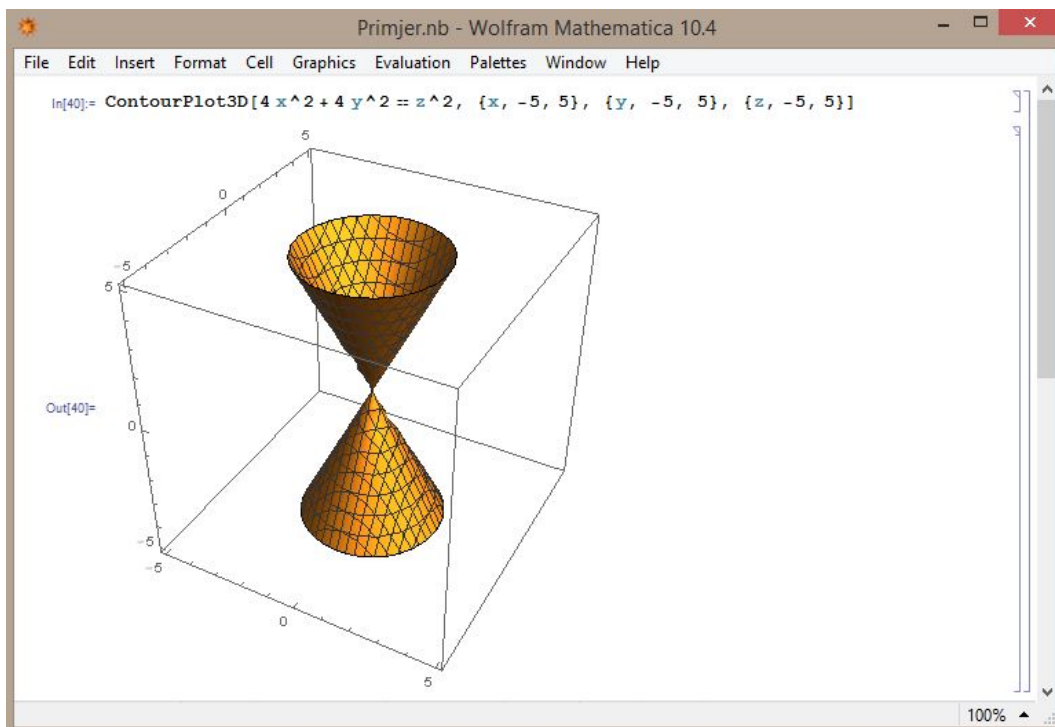 Primjer.nb - Wolfram Mathematica 10.4
File Edit Insert Format Cell Graphics Evaluation Palettes Window Help
In[40]:= ContourPlot3D[4 x^2 + 4 y^2 == z^2, {x, -5, 5}, {y, -5, 5}, {z, -5, 5}]
5
0
-5
5
Out[40]=
0
-5
-5
0
5
100%